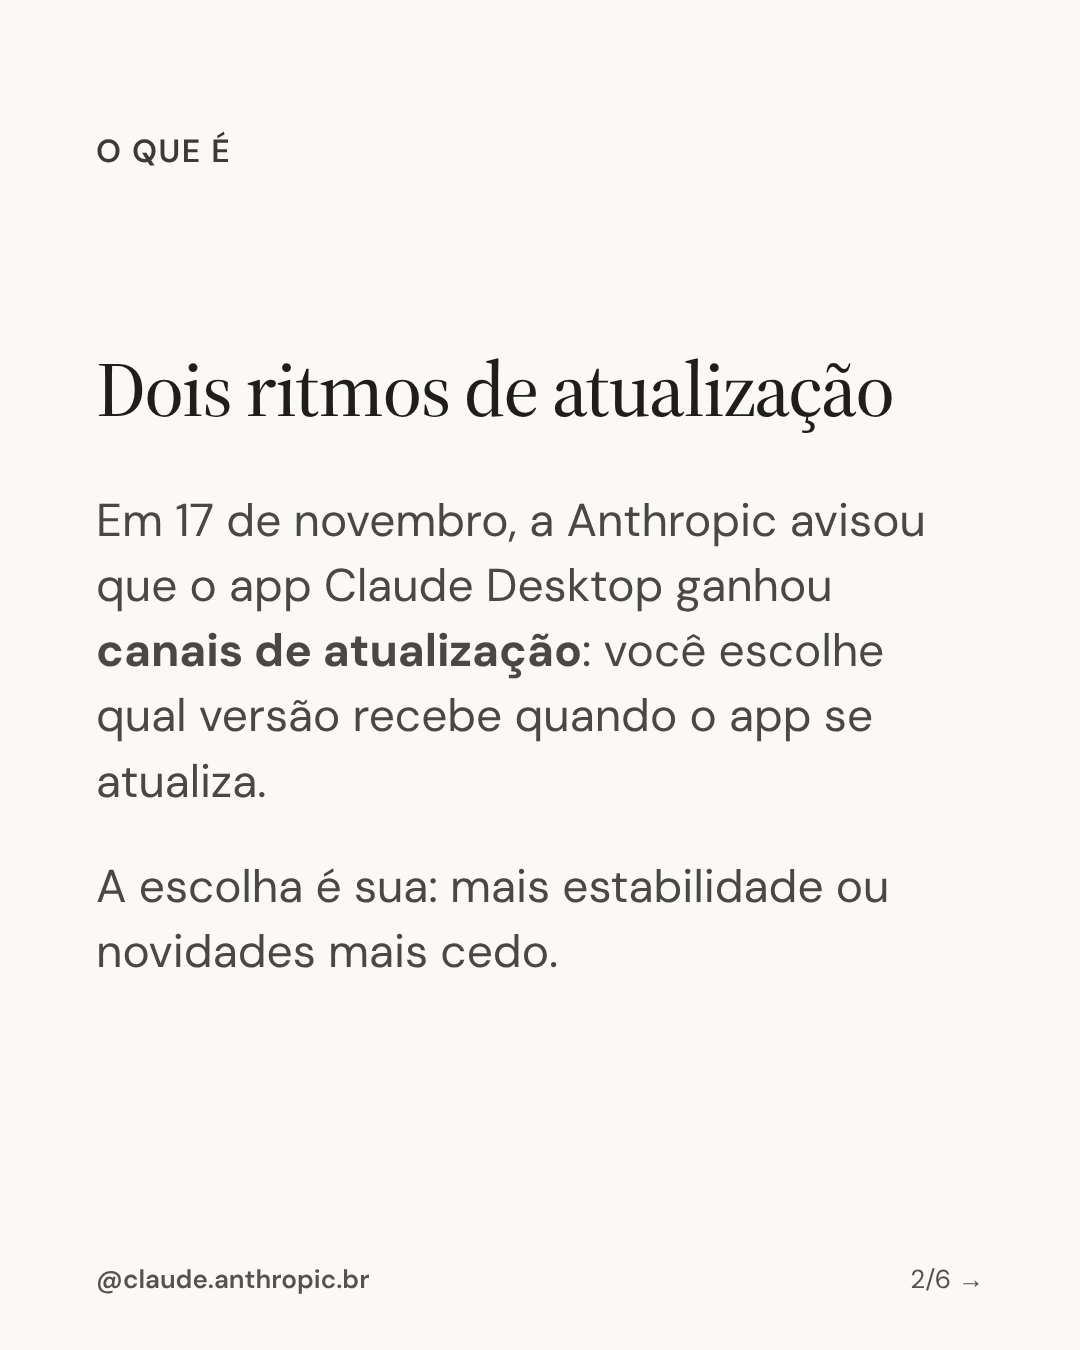 O QUE É
Dois ritmos de atualização
Em 17 de novembro, a Anthropic avisou
que o app Claude Desktop ganhou
canais de atualização: você escolhe
qual versão recebe quando o app se
atualiza.
A escolha é sua: mais estabilidade ou
novidades mais cedo.
@claude.anthropic.br
2/6 →